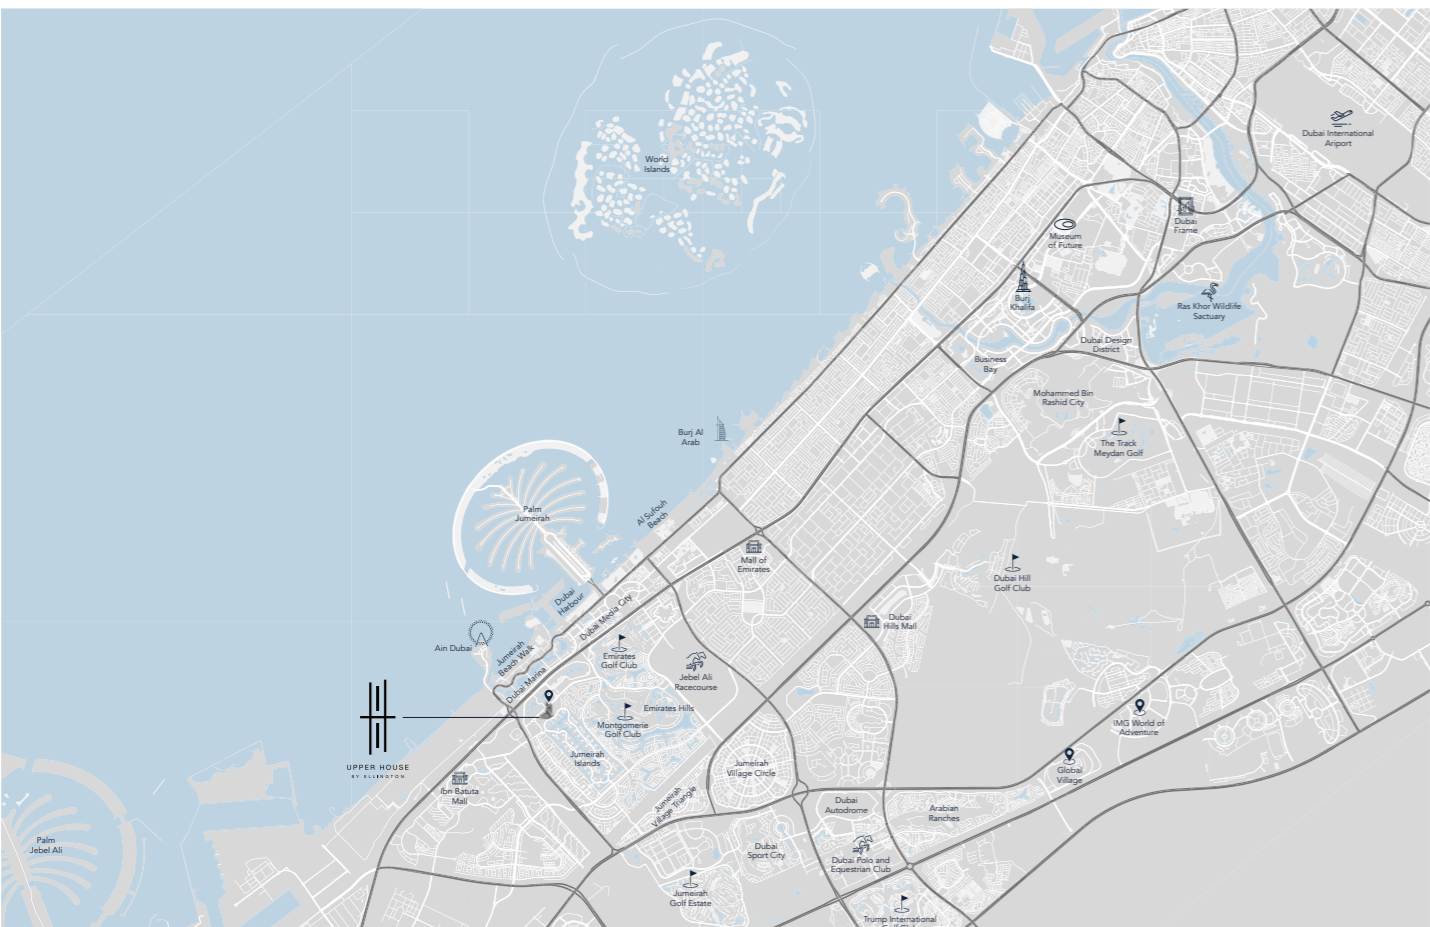 World
Islands
Dubai International
Ariport
Dubai
Frame
Museum
of Future
Burj
Khalifa
Ras Khor Wildlife
Sactuary
Dubai Design
District
Business
Bay
Mohammed Bin
Rashid City
The Track
Meydan Golf
Burj Al
Arab
Palm
Jumeirah
Al Sufouh
Beach
Mall of
Emirates
Dubai Hill
Golf Club
Dubai
Harbour
Dubai Media City
Dubai
Hills Mall
Ain Dubai
Jumeirah
Beach Walk
Emirates
Golf Club
Dubai Marina
Jebel Ali
Racecourse
Emirates Hills
Montgomerie
Golf Club
IMG World of
Adventure
UPPER HOUSE
BY ELLINGTON
Jumeirah
Islands
Jumeirah
Village Circle
Global
Village
Ibn Batuta
Mall
Jumeirah
Village Triangle
Dubai
Autodrome
Arabian
Ranches
Palm
Jebel Ali
Dubai
Sport City
Dubai Polo and
Equestrian Club
Jumeirah
Golf Estate
Trump International
Golf Club